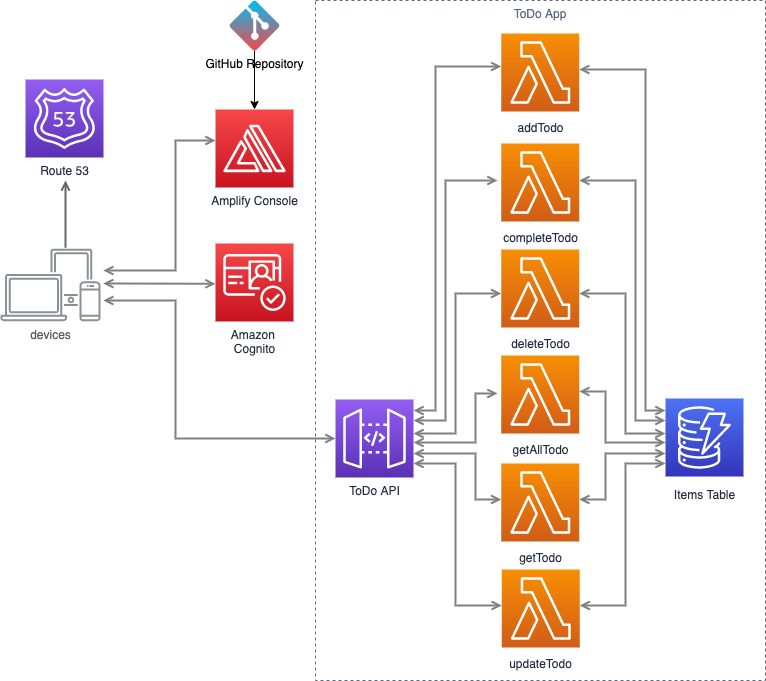 ToDo App
GitHub Repository
53
Route 53
Amplify Console
addTodo
completeTodo
devices
Amazon
Cognito
deleteTodo
getAllTodo
</>
ToDo API
Items Table
getTodo
updateTodo